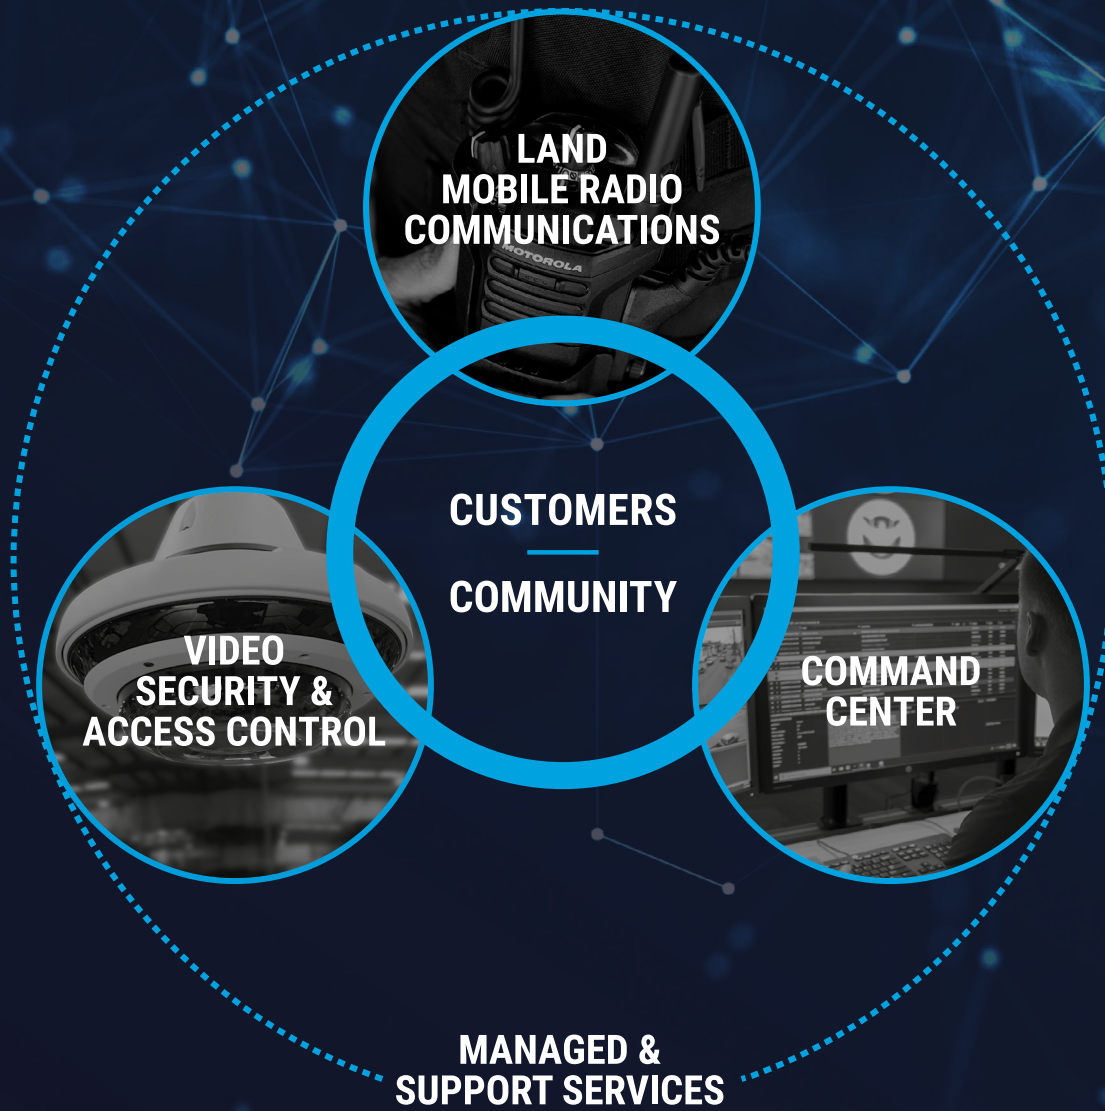 LAND
MOBILE RADIO
COMMUNICATIONS
MOTOROLA
CUSTOMERS
COMMUNITY
VIDEO
SECURITY &
ACCESS CONTROL
COMMAND
CENTER
MANAGED &
SUPPORT SERVICES